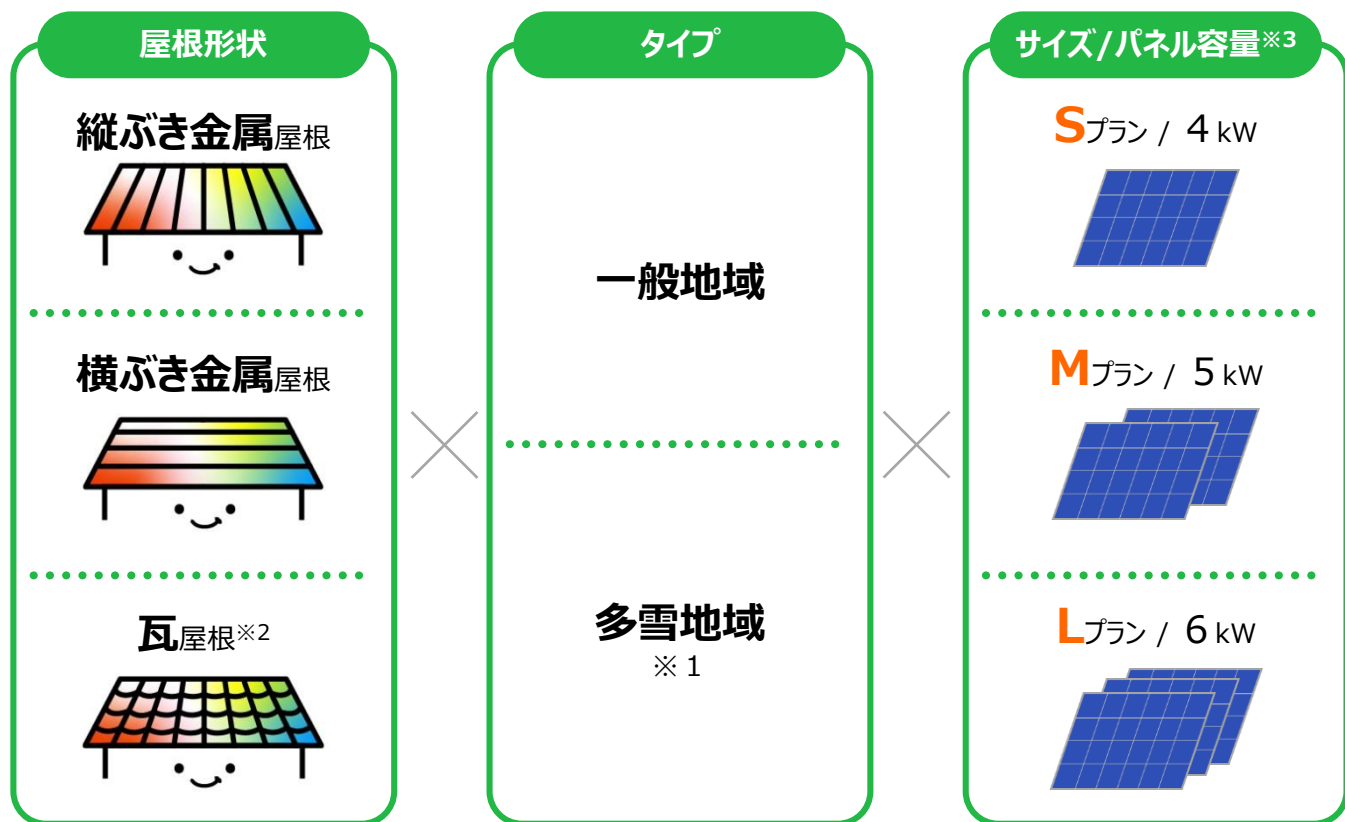 屋根形状
縦ぶき金属屋根
横ぶき金属屋根
瓦屋根※2
タイプ
一般地域
多雪地域
※1
サイズ/パネル容量※3
Sプラン / 4 kW
Mプラン / 5 kW
Lプラン / 6 kW